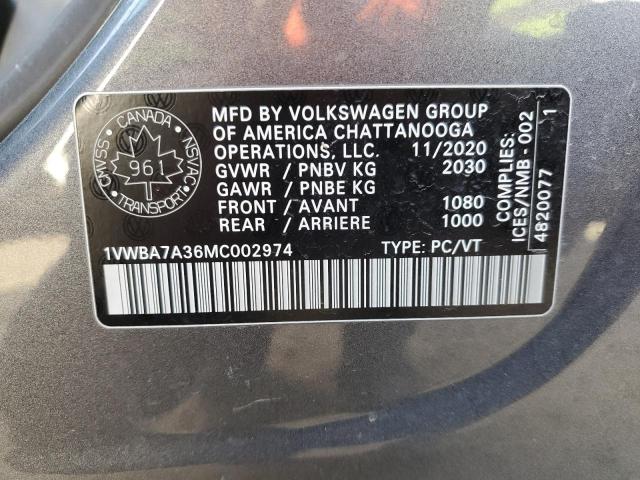 CANADA
CMVSS
NSVAC
961
TRANSPORT
MFD BY VOLKSWAGEN GROUP
OF AMERICA CHATTANOOGA
OPERATIONS, LLC. 11/2020
GVWR / PNBV KG 2030
GAWR / PNBE KG
FRONT / AVANT 1080
REAR / ARRIERE 1000
1VWBA7A36MC002974 TYPE: PC/VT
COMPLIES:
ICES/NMB-002
4820077 1